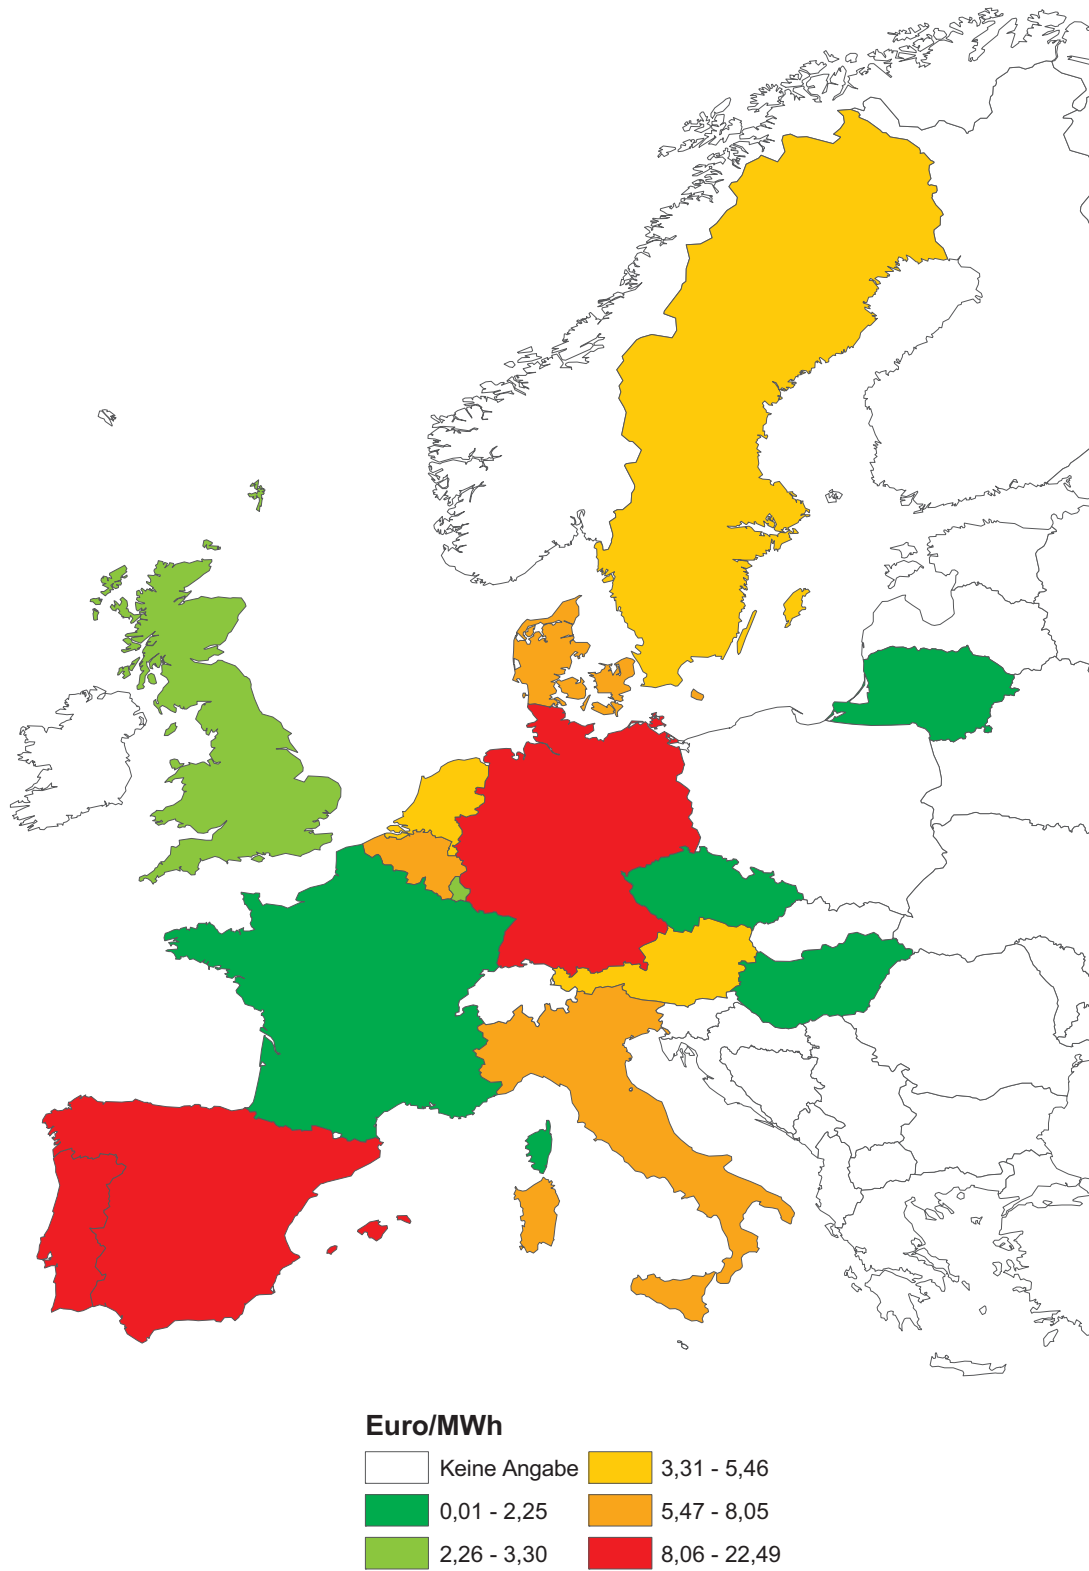 Euro/MWh
Keine Angabe
0,01 - 2,25
2,26 - 3,30
3,31 - 5,46
5,47 - 8,05
8,06 - 22,49